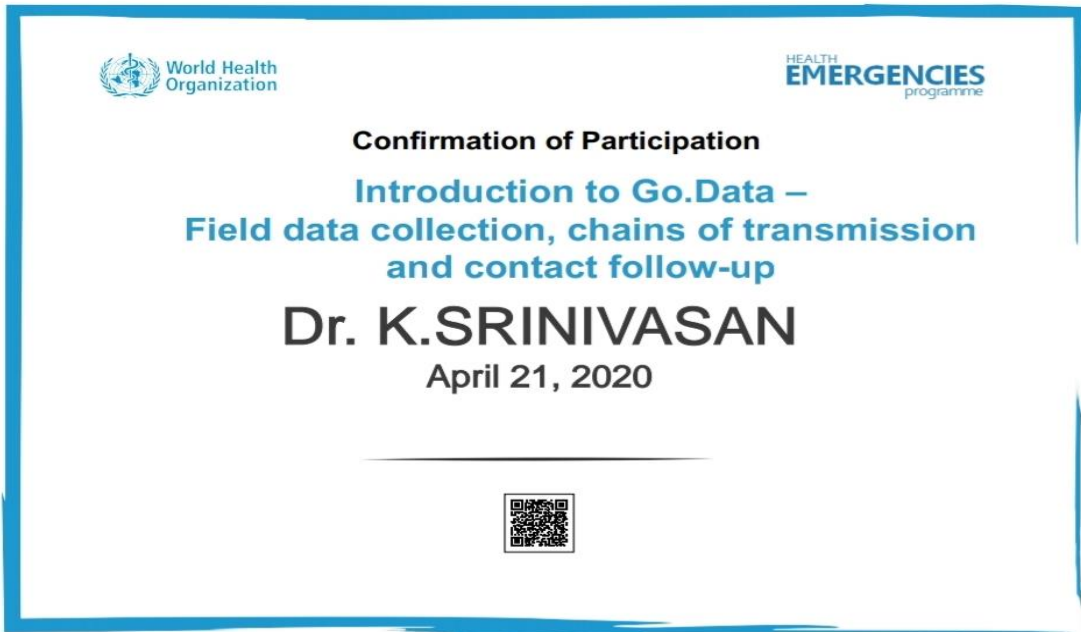 World Health
Organization
HEALTH
EMERGENCIES
programme
Confirmation of Participation
Introduction to Go.Data –
Field data collection, chains of transmission
and contact follow-up
Dr. K.SRINIVASAN
April 21, 2020